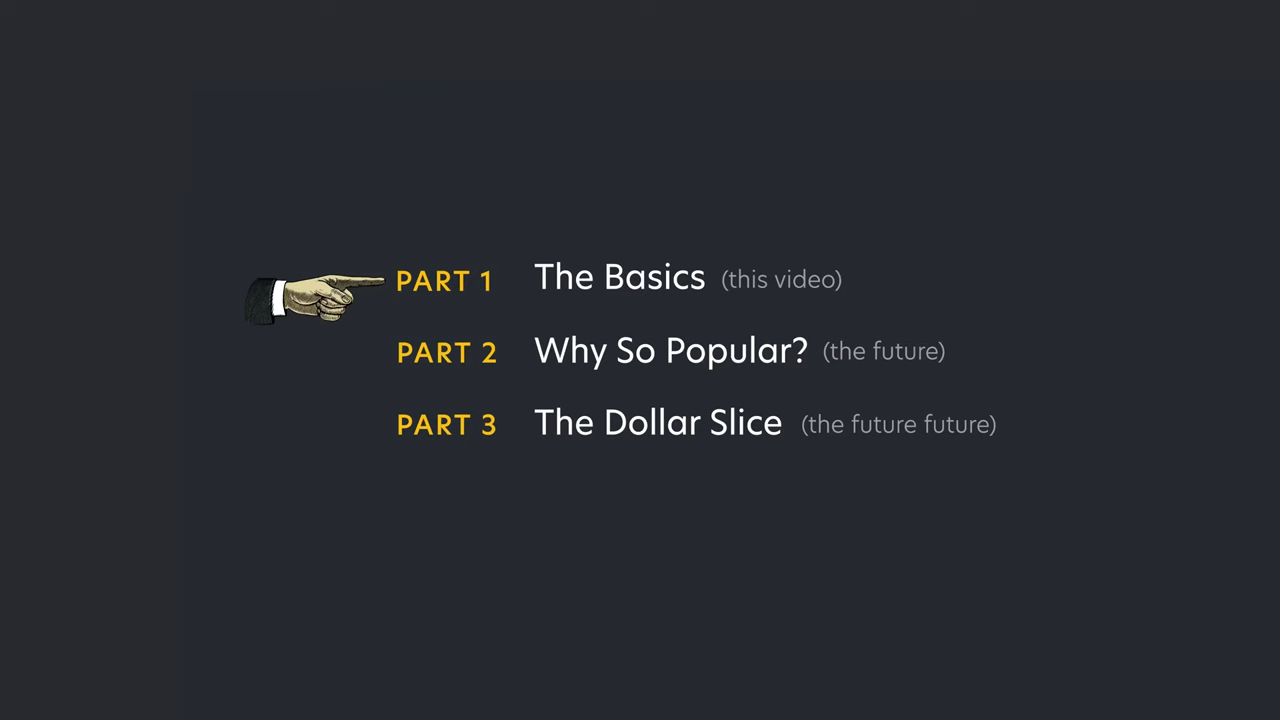 PART 1 The Basics (this video)
PART 2 Why So Popular? (the future)
PART 3 The Dollar Slice (the future future)